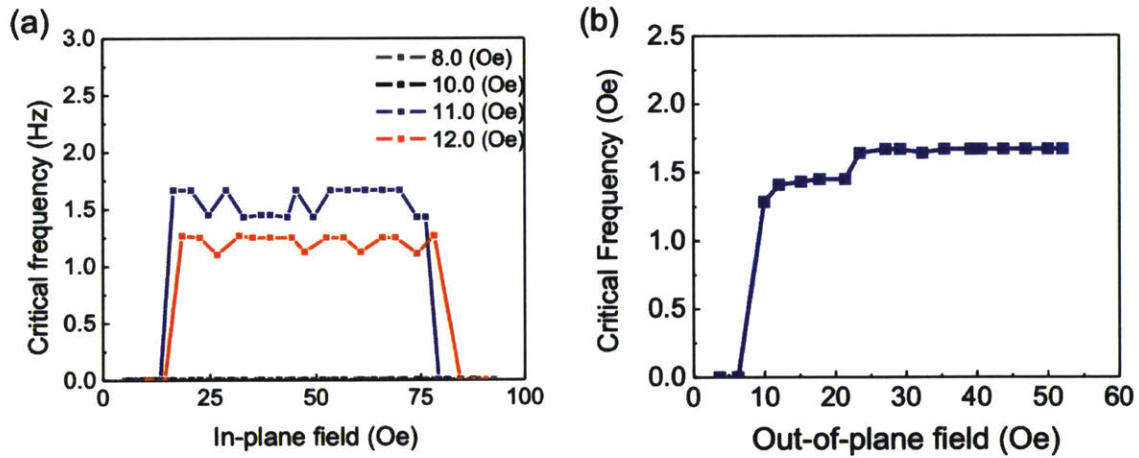 (a)
Critical frequency (Hz)
3.0
2.5
2.0
1.5
1.0
0.5
0.0
8.0 (Oe)
10.0 (Oe)
11.0 (Oe)
12.0 (Oe)
0 25 50 75 100
In-plane field (Oe)
(b)
Critical Frequency (Oe)
2.5
2.0
1.5
1.0
0.5
0.0
0 10 20 30 40 50 60
Out-of-plane field (Oe)